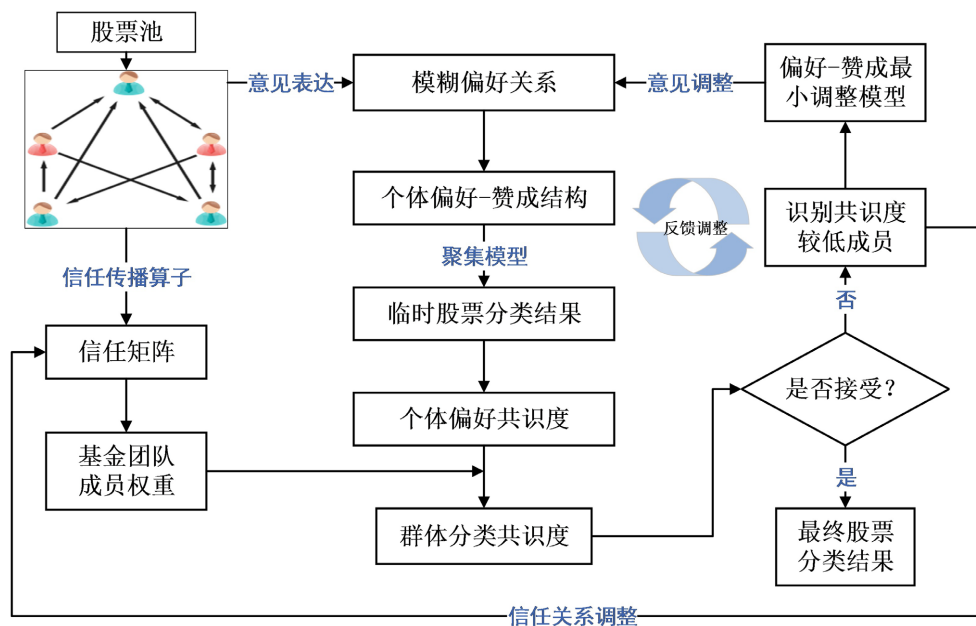 股票池
意见表达
模糊偏好关系
意见调整
偏好-赞成最
小调整模型
个体偏好-赞成结构
反馈调整
识别共识度
较低成员
聚集模型
信任传播算子
否
临时股票分类结果
信任矩阵
是否接受？
个体偏好共识度
基金团队
成员权重
是
群体分类共识度
最终股票
分类结果
信任关系调整